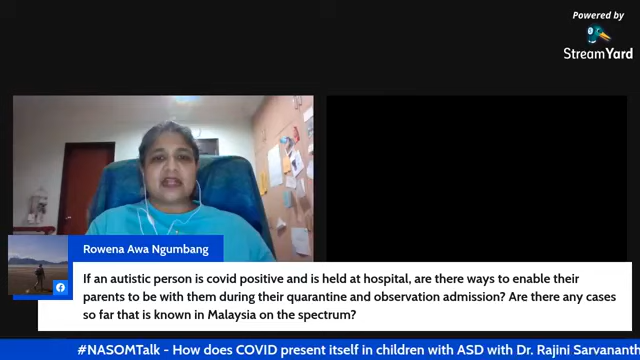 Powered by
StreamYard
Rowena Awa Ngumbang
If an autistic person is covid positive and is held at hospital, are there ways to enable their
parents to be with them during their quarantine and observation admission? Are there any cases
so far that is known in Malaysia on the spectrum?
#NASOMTalk - How does COVID present itself in children with ASD with Dr. Rajini Sarvananth